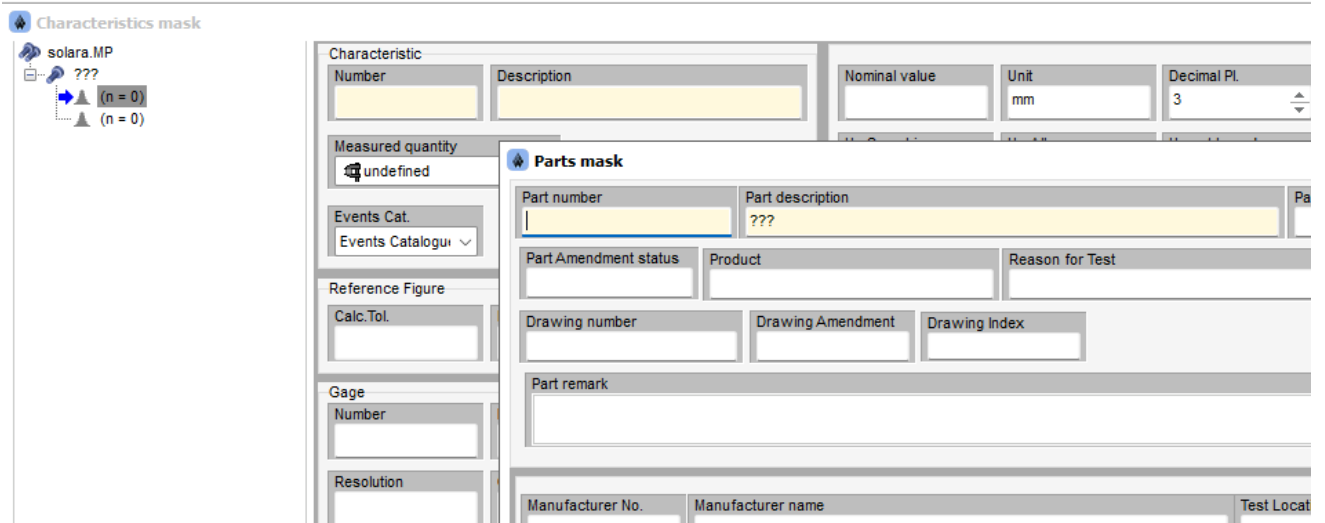 Characteristics mask
solara.MP
???
(n = 0)
(n = 0)
Characteristic
Number
Description
Nominal value
Unit
mm
Decimal Pl.
3
Measured quantity
undefined
Events Cat.
Events Catalogu
Reference Figure
Calc.Tol.
Gage
Number
Resolution
Parts mask
Part number
Part description
???
Pa
Part Amendment status
Product
Reason for Test
Drawing number
Drawing Amendment
Drawing Index
Part remark
Manufacturer No.
Manufacturer name
Test Locat